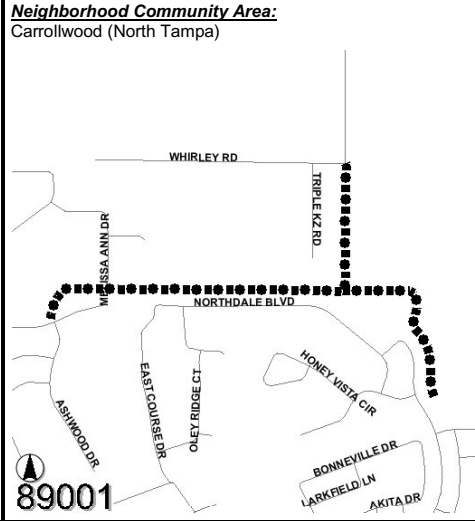 Neighborhood Community Area:
Carrollwood (North Tampa)
WHIRLEY RD
TRIPLE KZ RD
MELISSA ANN DR
NORTHDALE BLVD
HONEY VISTA CIR
EAST COURSE DR
OLEY RIDGE CT
ASHWOOD DR
BONNEVILLE DR
LARKFIELD LN
AKITA DR
89001